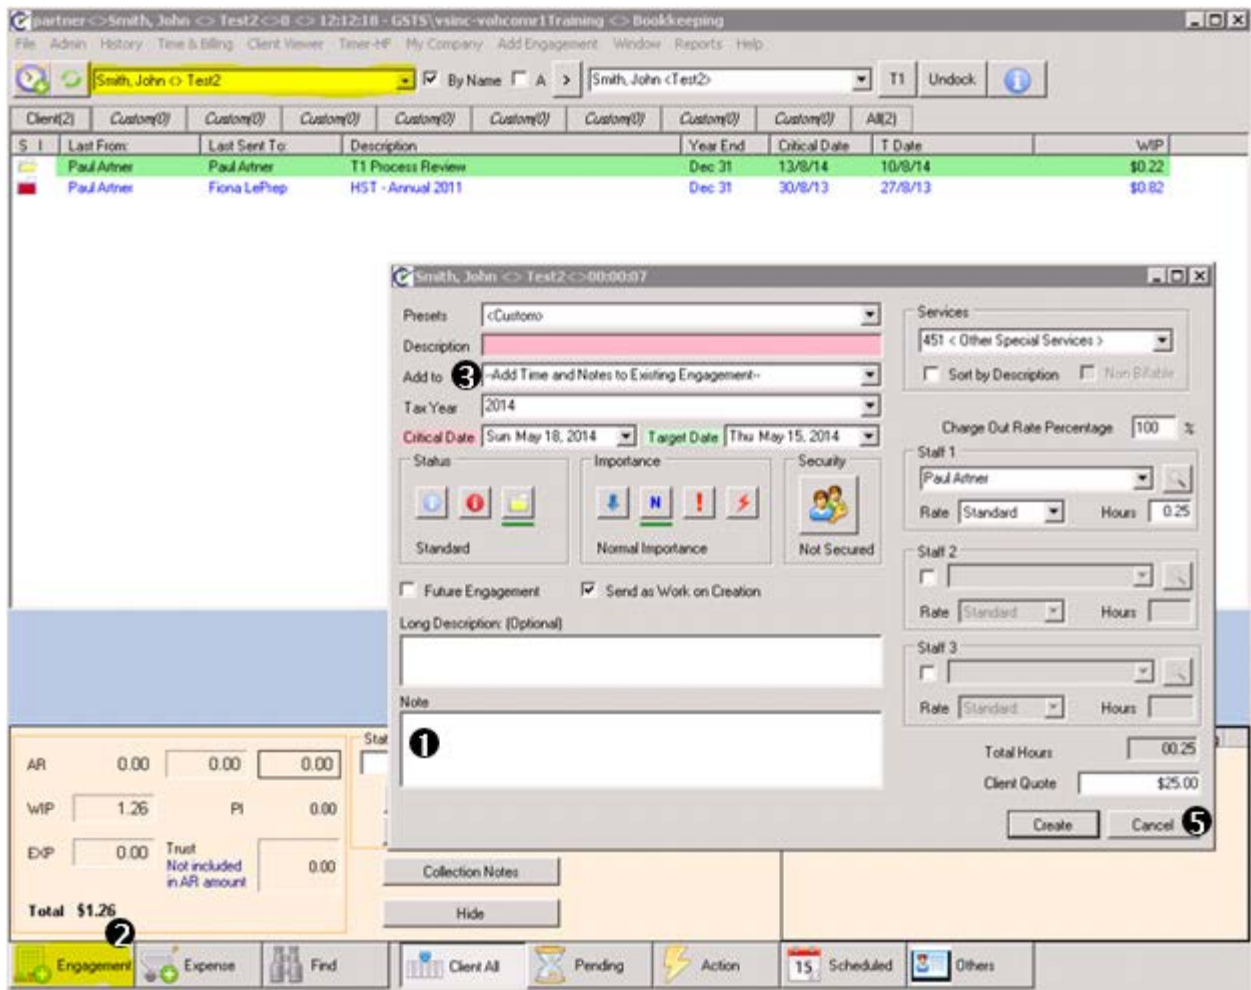 partner<>Smith, John <> Test2<>0 <> 12:12:18 - GSTS\vsinc-vohcomr1Training <> Bookkeeping
File Admin History Time & Billing Client Viewer Timer-HF My Company Add Engagement Window Reports Help
Smith, John <> Test2 By Name A > Smith, John <Test2> T1 Undock
Client(2) Custom(0) Custom(0) Custom(0) Custom(0) Custom(0) Custom(0) Custom(0) Custom(0) All(2)
S I Last From: Last Sent To: Description Year End Critical Date T Date WIP
Paul Artner Paul Artner T1 Process Review Dec 31 13/8/14 10/8/14 $0.22
Paul Artner Fiona LePrep HST - Annual 2011 Dec 31 30/8/13 27/8/13 $0.82
Smith, John <> Test2<>00:00:07
Presets <Custom>
Description
Add to 3 --Add Time and Notes to Existing Engagement--
Tax Year 2014
Critical Date Sun May 18, 2014 Target Date Thu May 15, 2014
Status Importance Security
N
Standard Normal Importance Not Secured
Future Engagement Send as Work on Creation
Long Description: (Optional)
Note
1
Services
451 < Other Special Services >
Sort by Description Non Billable
Charge Out Rate Percentage 100 %
Staff 1
Paul Artner
Rate Standard Hours 0.25
Staff 2
Rate Standard Hours
Staff 3
Rate Standard Hours
Total Hours 00.25
Client Quote $25.00
Create Cancel 5
AR 0.00 0.00 0.00
WIP 1.26 PI 0.00
EXP 0.00 Trust
Not included
in AR amount
0.00
Total $1.26
2
Stat
Collection Notes
Hide
Engagement Expense Find Client All Pending Action 15 Scheduled Others